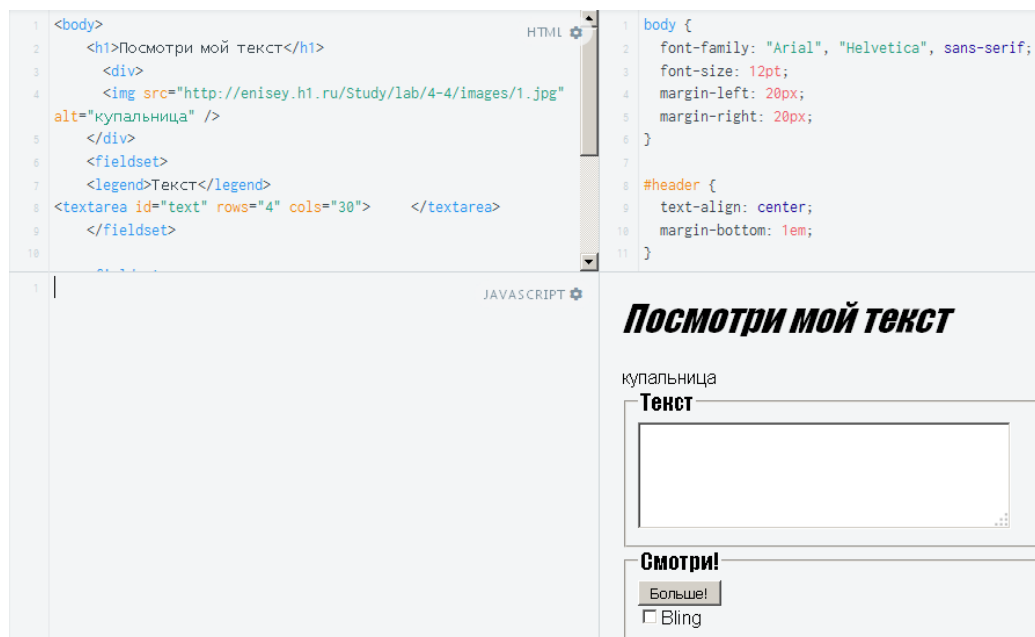 1 <body>
HTML
2 <h1>Посмотри мой текст</h1>
3 <div>
4 <img src="http://enisey.h1.ru/Study/lab/4-4/images/1.jpg"
alt="купальница" />
5 </div>
6 <fieldset>
7 <legend>Текст</legend>
8 <textarea id="text" rows="4" cols="30"> </textarea>
9 </fieldset>
10
1 body {
2 font-family: "Arial", "Helvetica", sans-serif;
3 font-size: 12pt;
4 margin-left: 20px;
5 margin-right: 20px;
6 }
7
8 #header {
9 text-align: center;
10 margin-bottom: 1em;
11 }
1
JAVASCRIPT
Посмотри мой текст
купальница
Текст
Смотри!
Больше!
Bling